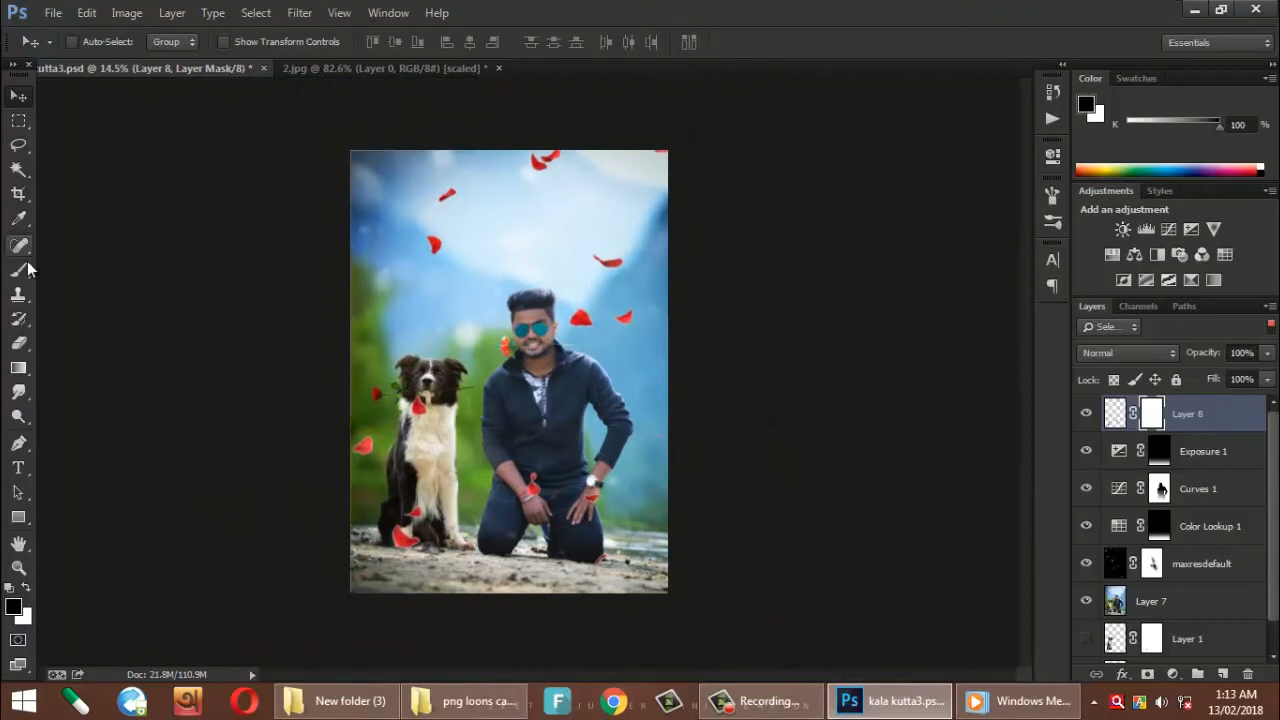 Ps File Edit Image Layer Type Select Filter View Window Help
Auto-Select: Group Show Transform Controls Essentials
kutta3.psd @ 14.5% (Layer 8, Layer Mask/8) * × 2.jpg @ 82.6% (Layer 0, RGB/8#) [scaled] * ×
Color Swatches
K 100 %
Adjustments Styles
Add an adjustment
Layers Channels Paths
Sele...
Normal Opacity: 100%
Lock: Fill: 100%
Layer 8
Exposure 1
Curves 1
Color Lookup 1
maxresdefault
Layer 7
Layer 1
Doc: 21.8M/110.9M
New folder (3) png loons ca... F Recording... Ps kala kutta3.ps... Windows Me... 1:13 AM
13/02/2018